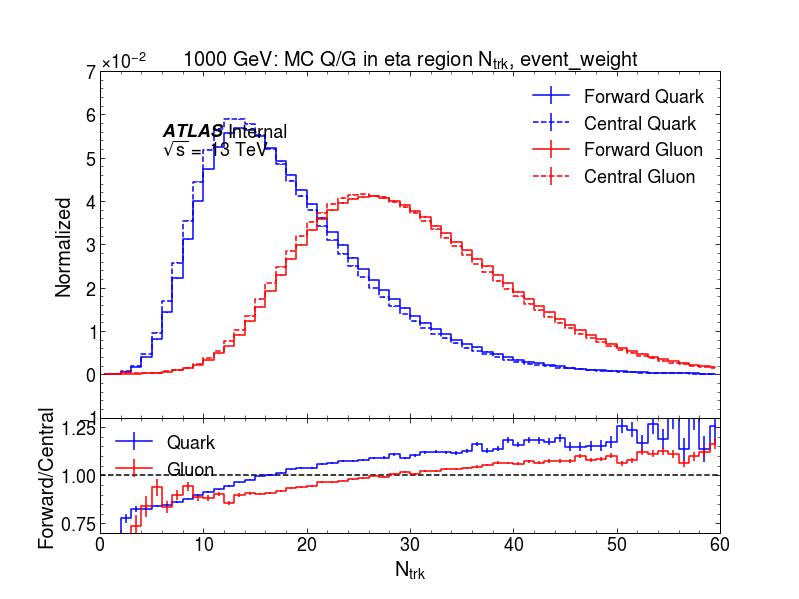 1000 GeV: MC Q/G in eta region N_trk, event_weight
×10⁻²
7
6
5
4
3
2
1
0
−1
Normalized
ATLAS Internal
√s = 13 TeV
Forward Quark
Central Quark
Forward Gluon
Central Gluon
1.25
1.00
0.75
Forward/Central
Quark
Gluon
0 10 20 30 40 50 60
N_trk